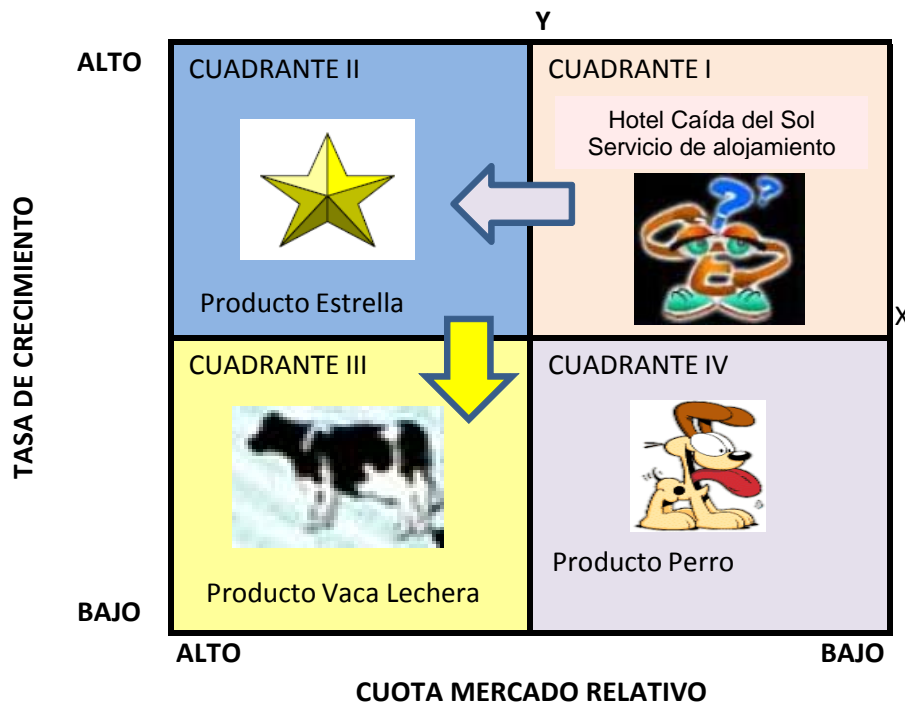 Y
ALTO
CUADRANTE II
CUADRANTE I
Hotel Caída del Sol
Servicio de alojamiento
? ?
Producto Estrella
X
TASA DE CRECIMIENTO
CUADRANTE III
CUADRANTE IV
Producto Perro
Producto Vaca Lechera
BAJO
ALTO
BAJO
CUOTA MERCADO RELATIVO